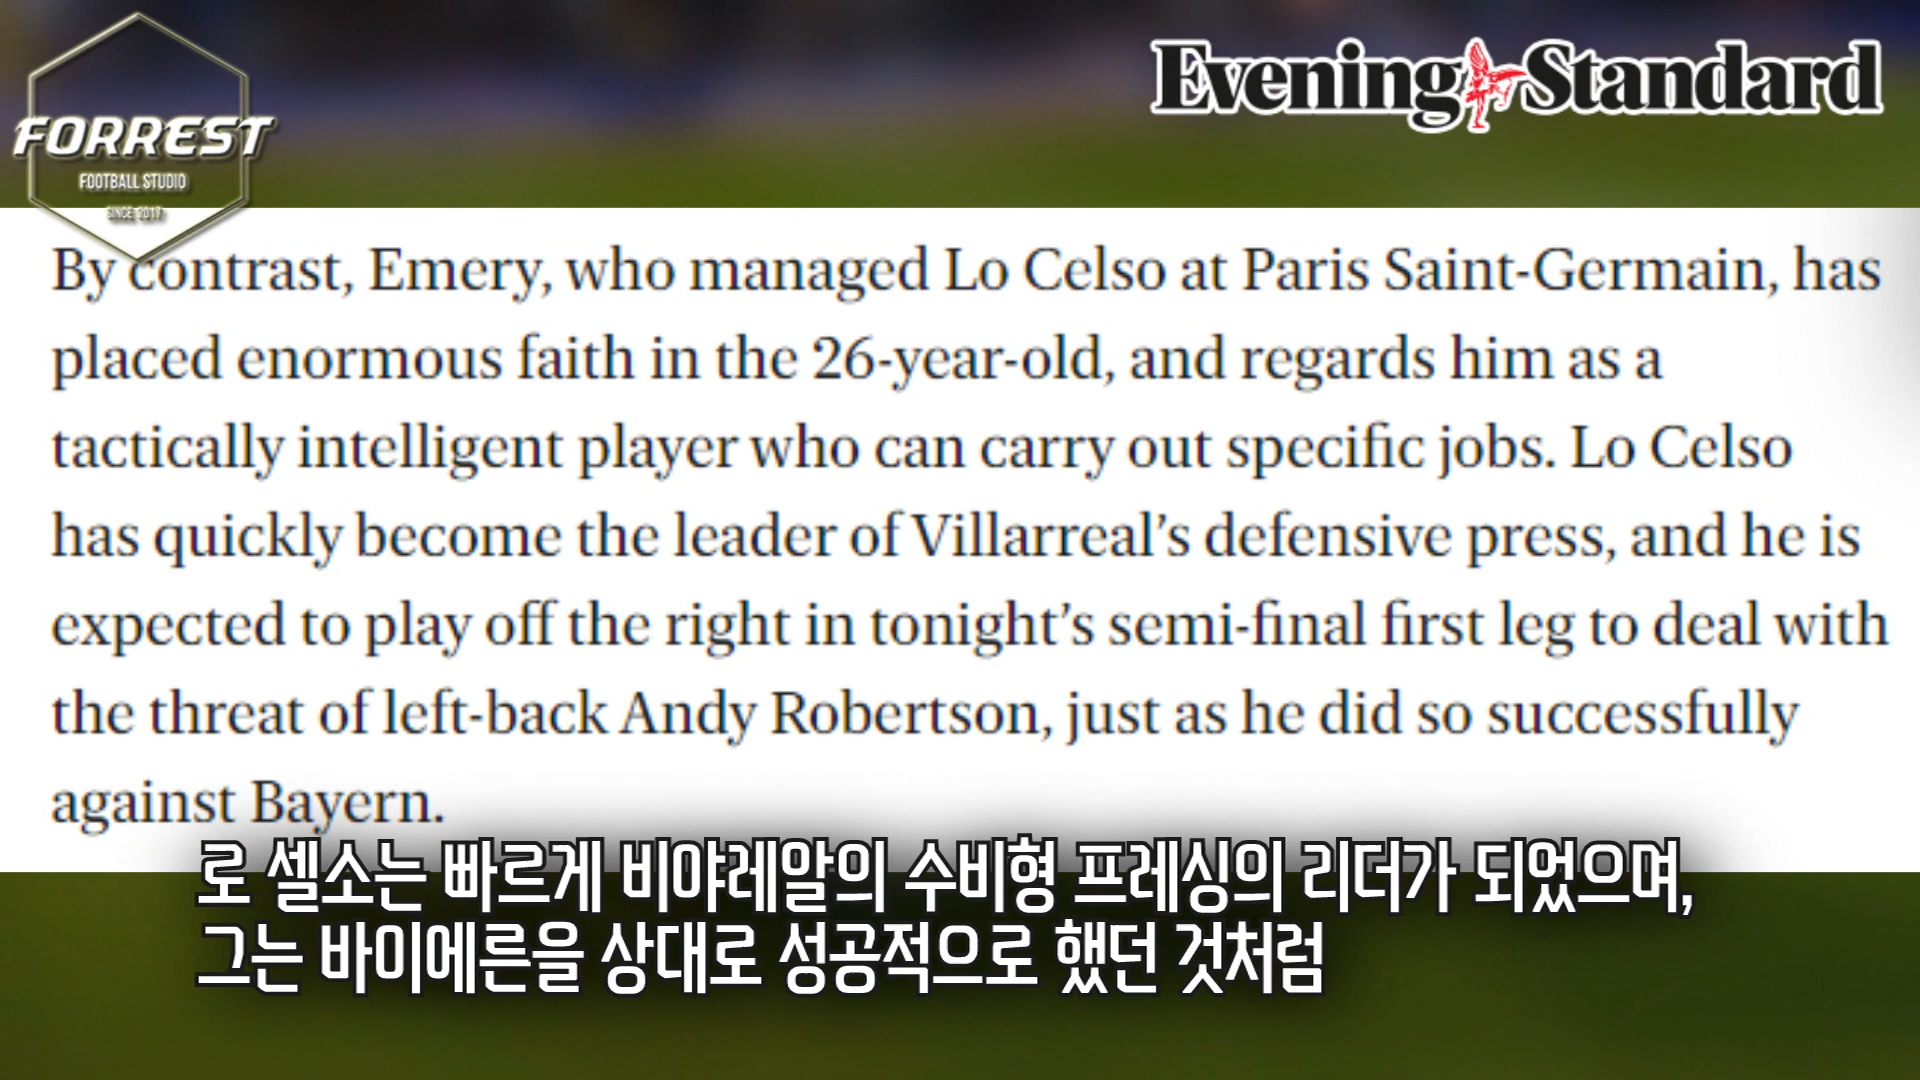 FORREST
FOOTBALL STUDIO
SINCE 2017
Evening Standard
By contrast, Emery, who managed Lo Celso at Paris Saint-Germain, has
placed enormous faith in the 26-year-old, and regards him as a
tactically intelligent player who can carry out specific jobs. Lo Celso
has quickly become the leader of Villarreal’s defensive press, and he is
expected to play off the right in tonight’s semi-final first leg to deal with
the threat of left-back Andy Robertson, just as he did so successfully
against Bayern.
로 셀소는 빠르게 비야레알의 수비형 프레싱의 리더가 되었으며,
그는 바이에른을 상대로 성공적으로 했던 것처럼